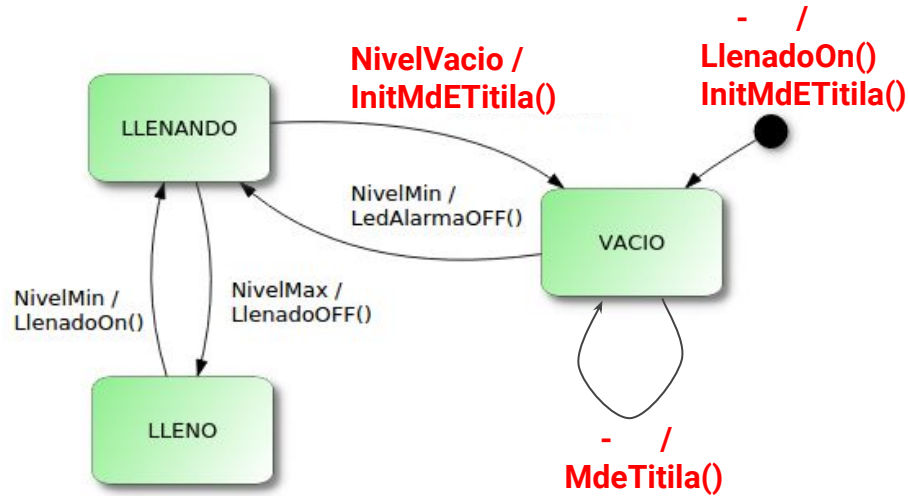 -      /
LlenadoOn()
InitMdETitila()
NivelVacio /
InitMdETitila()
LLENANDO
NivelMin /
LedAlarmaOFF()
VACIO
NivelMin /
LlenadoOn()
NivelMax /
LlenadoOFF()
LLENO
-      /
MdeTitila()